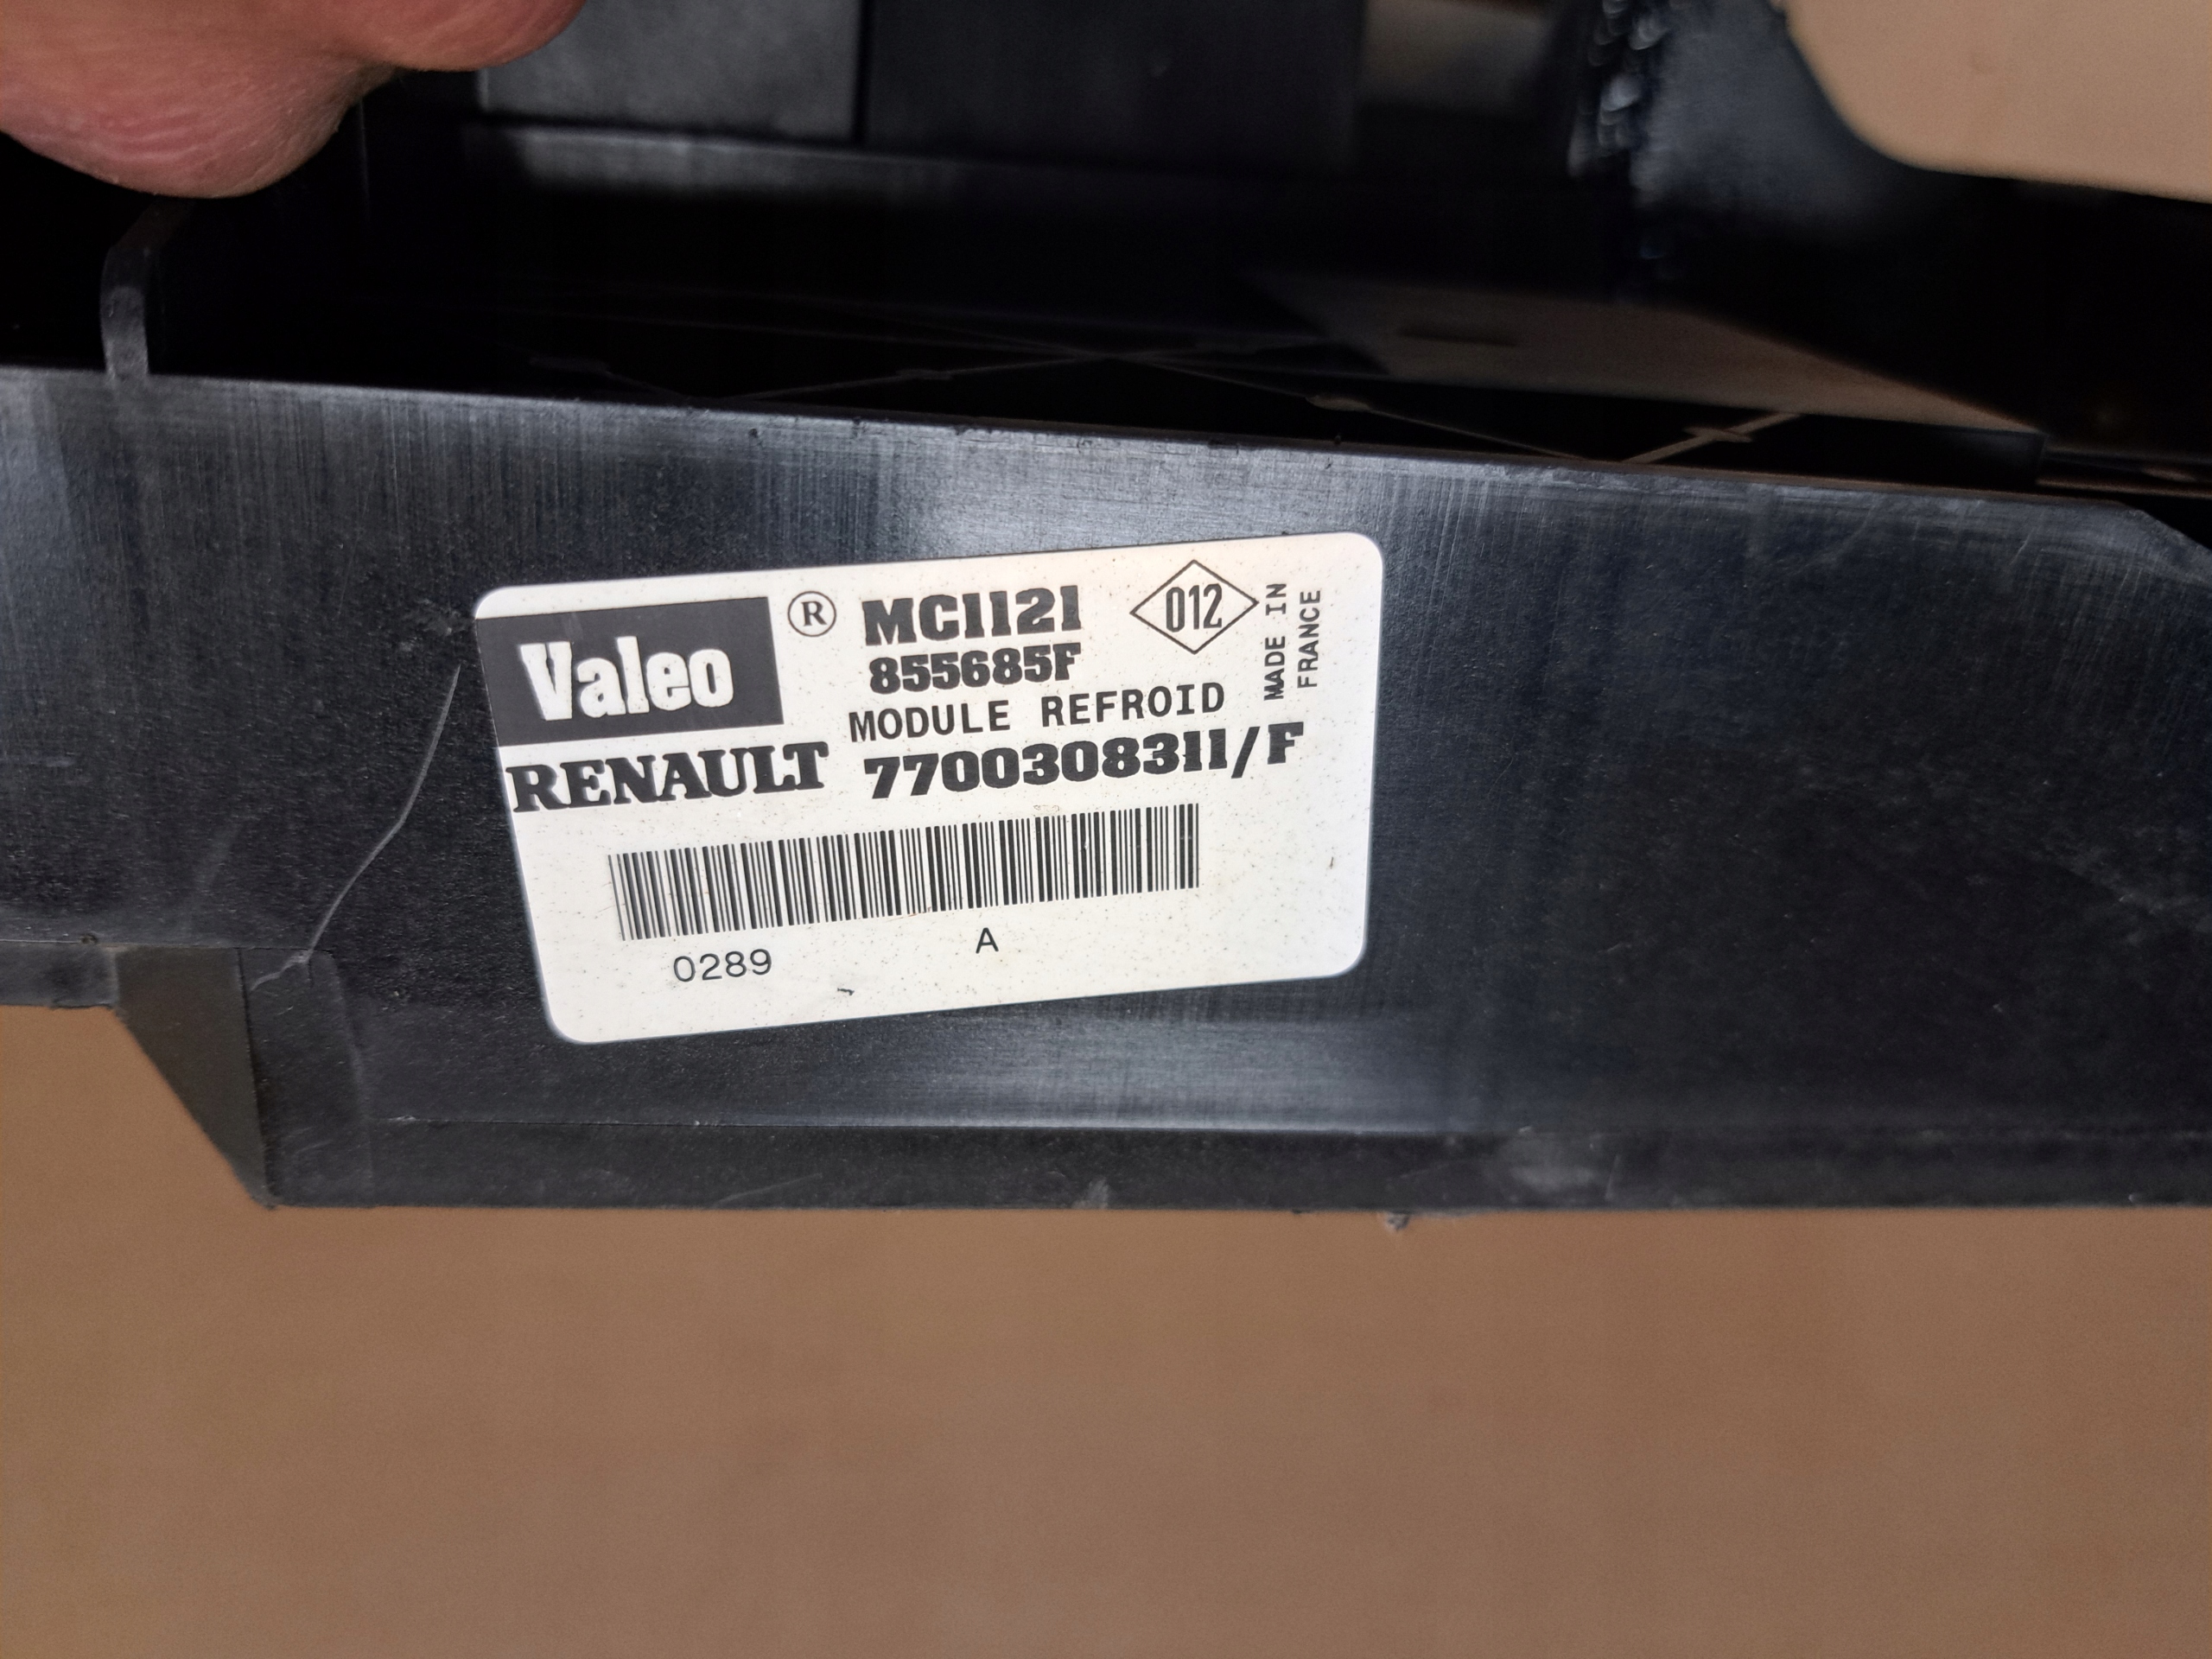 Valeo ® MC1121 012 MADE IN FRANCE
855685F
MODULE REFROID
RENAULT 7700308311/F
0289 A